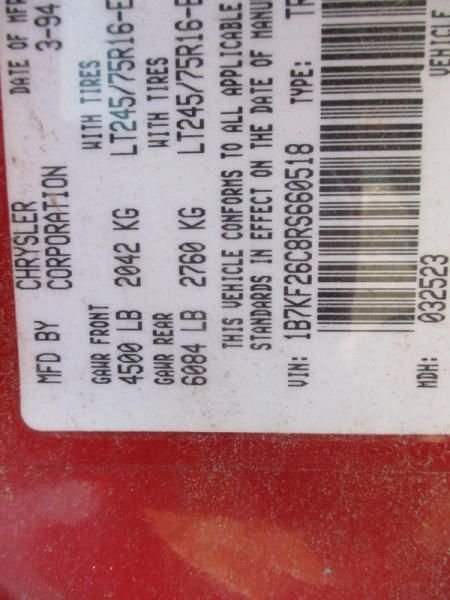 MFD BY CHRYSLER CORPORATION DATE OF MFR 3-94
GAWR FRONT WITH TIRES
4500 LB 2042 KG LT245/75R16-E
GAWR REAR WITH TIRES
6084 LB 2760 KG LT245/75R16-E
THIS VEHICLE CONFORMS TO ALL APPLICABLE
STANDARDS IN EFFECT ON THE DATE OF MANU
VIN: 1B7KF26C8RS660518 TYPE: TR
MDH: 032523 VEHICLE